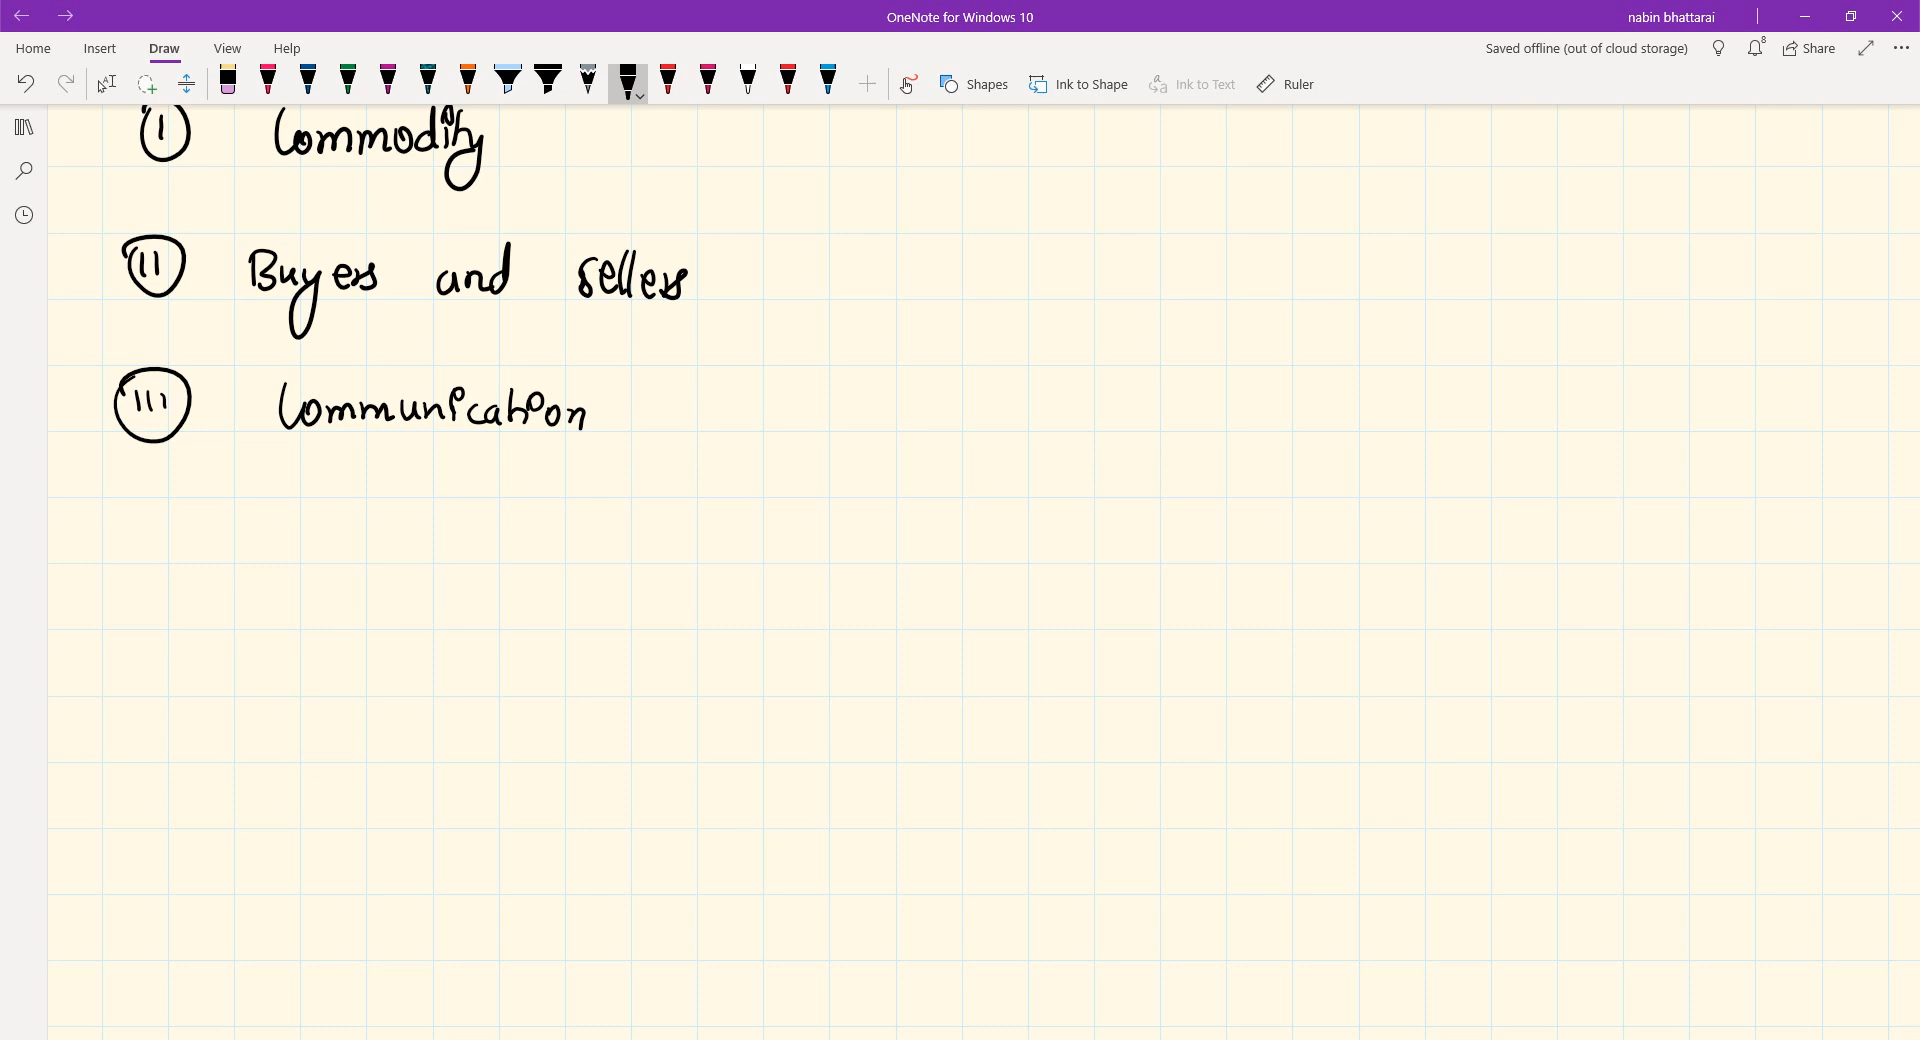 OneNote for Windows 10
nabin bhattarai
Home Insert Draw View Help
Saved offline (out of cloud storage)
8
Share
Shapes
Ink to Shape
Ink to Text
Ruler
I Commodity
II Buyers and sellers
III Communication